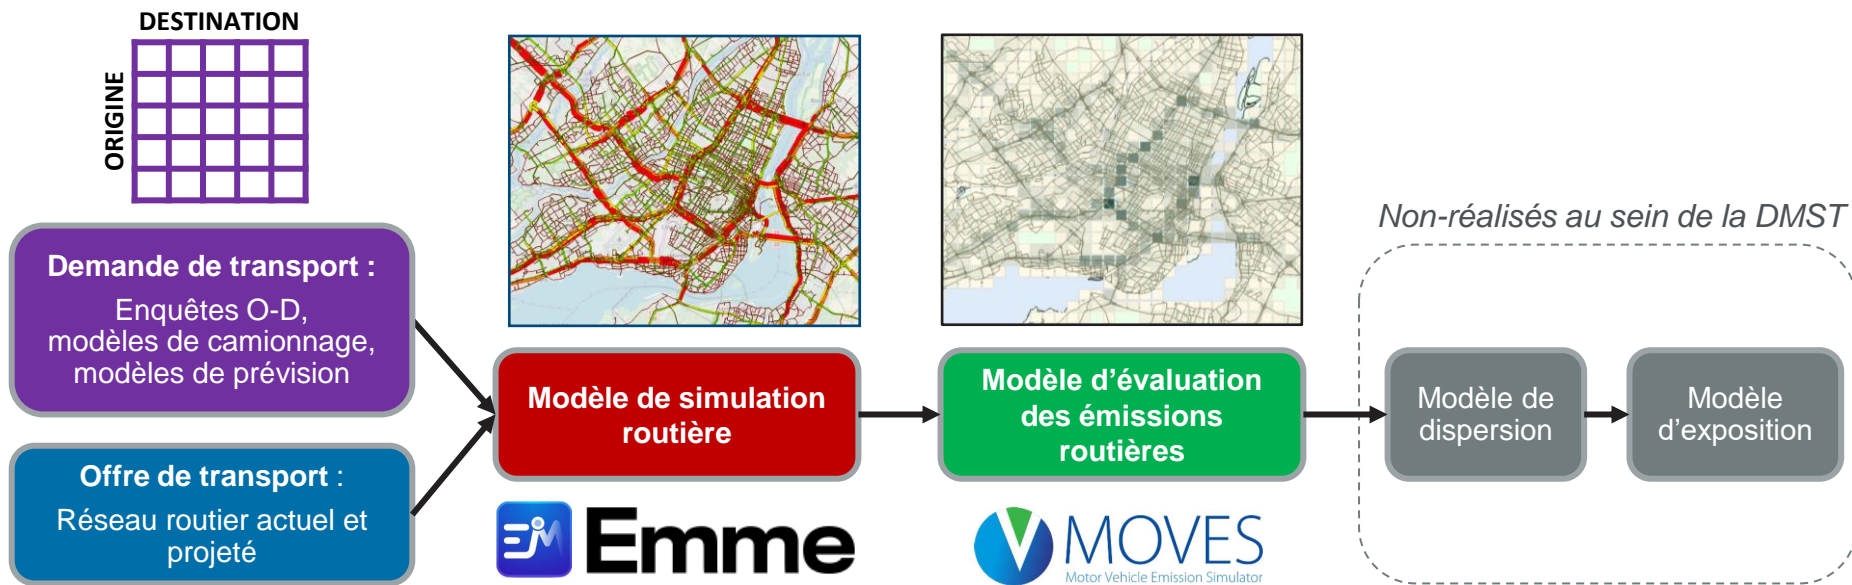 DESTINATION
ORIGINE
Demande de transport :
Enquêtes O-D,
modèles de camionnage,
modèles de prévision
Offre de transport :
Réseau routier actuel et
projeté
Modèle de simulation
routière
Emme
Modèle d’évaluation
des émissions
routières
MOVES
Motor Vehicle Emission Simulator
Non-réalisés au sein de la DMST
Modèle de
dispersion
Modèle
d’exposition